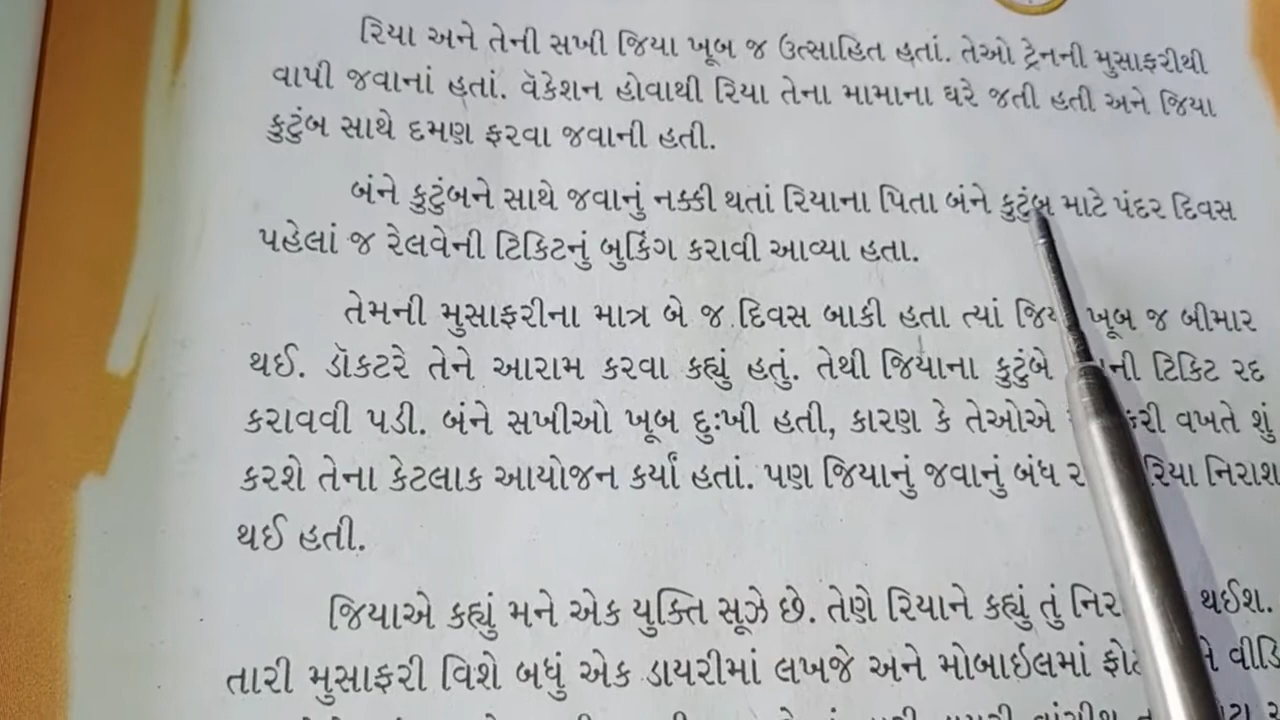 રિયા અને તેની સખી જિયા ખૂબ જ ઉત્સાહિત હતાં. તેઓ ટ્રેનની મુસાફરીથી
વાપી જવાનાં હતાં. વૅકેશન હોવાથી રિયા તેના મામાના ઘરે જતી હતી અને જિયા
કુટુંબ સાથે દમણ ફરવા જવાની હતી.
બંને કુટુંબને સાથે જવાનું નક્કી થતાં રિયાના પિતા બંને કુટુંબ માટે પંદર દિવસ
પહેલાં જ રેલવેની ટિકિટનું બુકિંગ કરાવી આવ્યા હતા.
તેમની મુસાફરીના માત્ર બે જ દિવસ બાકી હતા ત્યાં ખૂબ જ બીમાર
થઈ. ડૉકટરે તેને આરામ કરવા કહ્યું હતું. તેથી જિયાના કુટુંબે ટિકિટ રદ
કરાવવી પડી. બંને સખીઓ ખૂબ દુઃખી હતી, કારણ કે તેઓએ વખતે શું
કરશે તેના કેટલાક આયોજન કર્યાં હતાં. પણ જિયાનું જવાનું બંધ રિયા નિરાશ
થઈ હતી.
જિયાએ કહ્યું મને એક યુક્તિ સૂઝે છે. તેણે રિયાને કહ્યું તું થઈશ.
તારી મુસાફરી વિશે બધું એક ડાયરીમાં લખજે અને મોબાઇલમાં